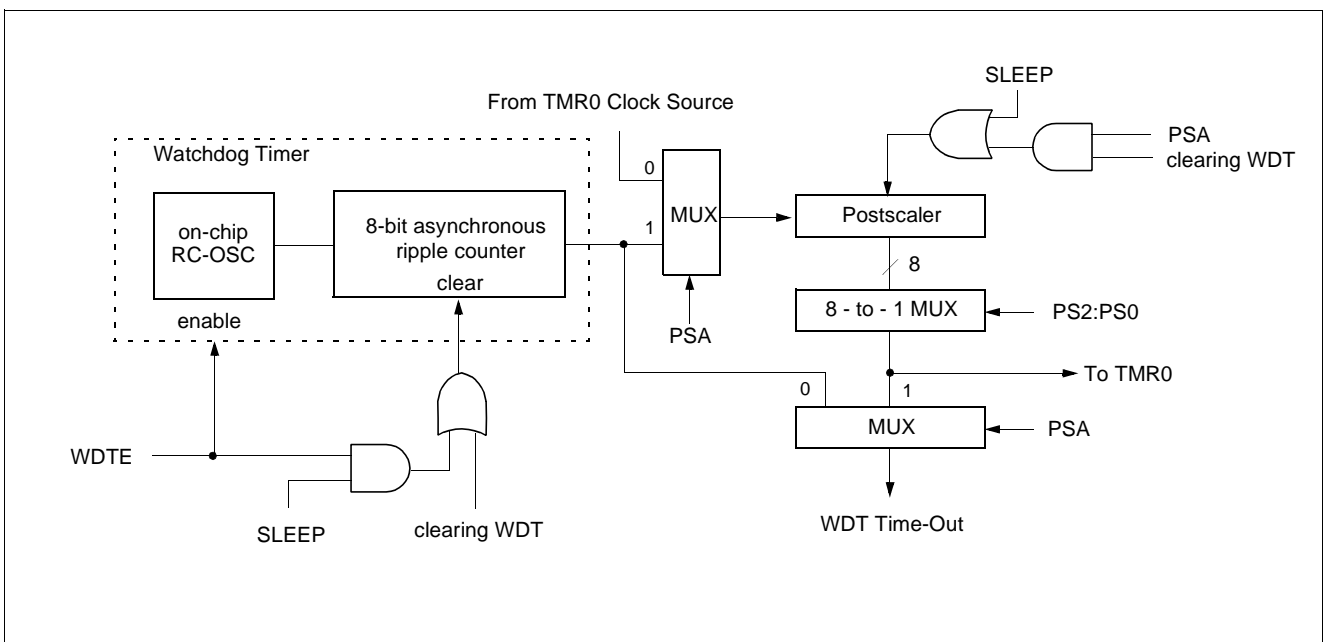 SLEEP
From TMR0 Clock Source
PSA
clearing WDT
Watchdog Timer
0
MUX
1
PSA
on-chip
RC-OSC
enable
8-bit asynchronous
ripple counter
clear
Postscaler
8
8 - to - 1 MUX
PS2:PS0
To TMR0
0
1
MUX
PSA
WDTE
SLEEP
clearing WDT
WDT Time-Out